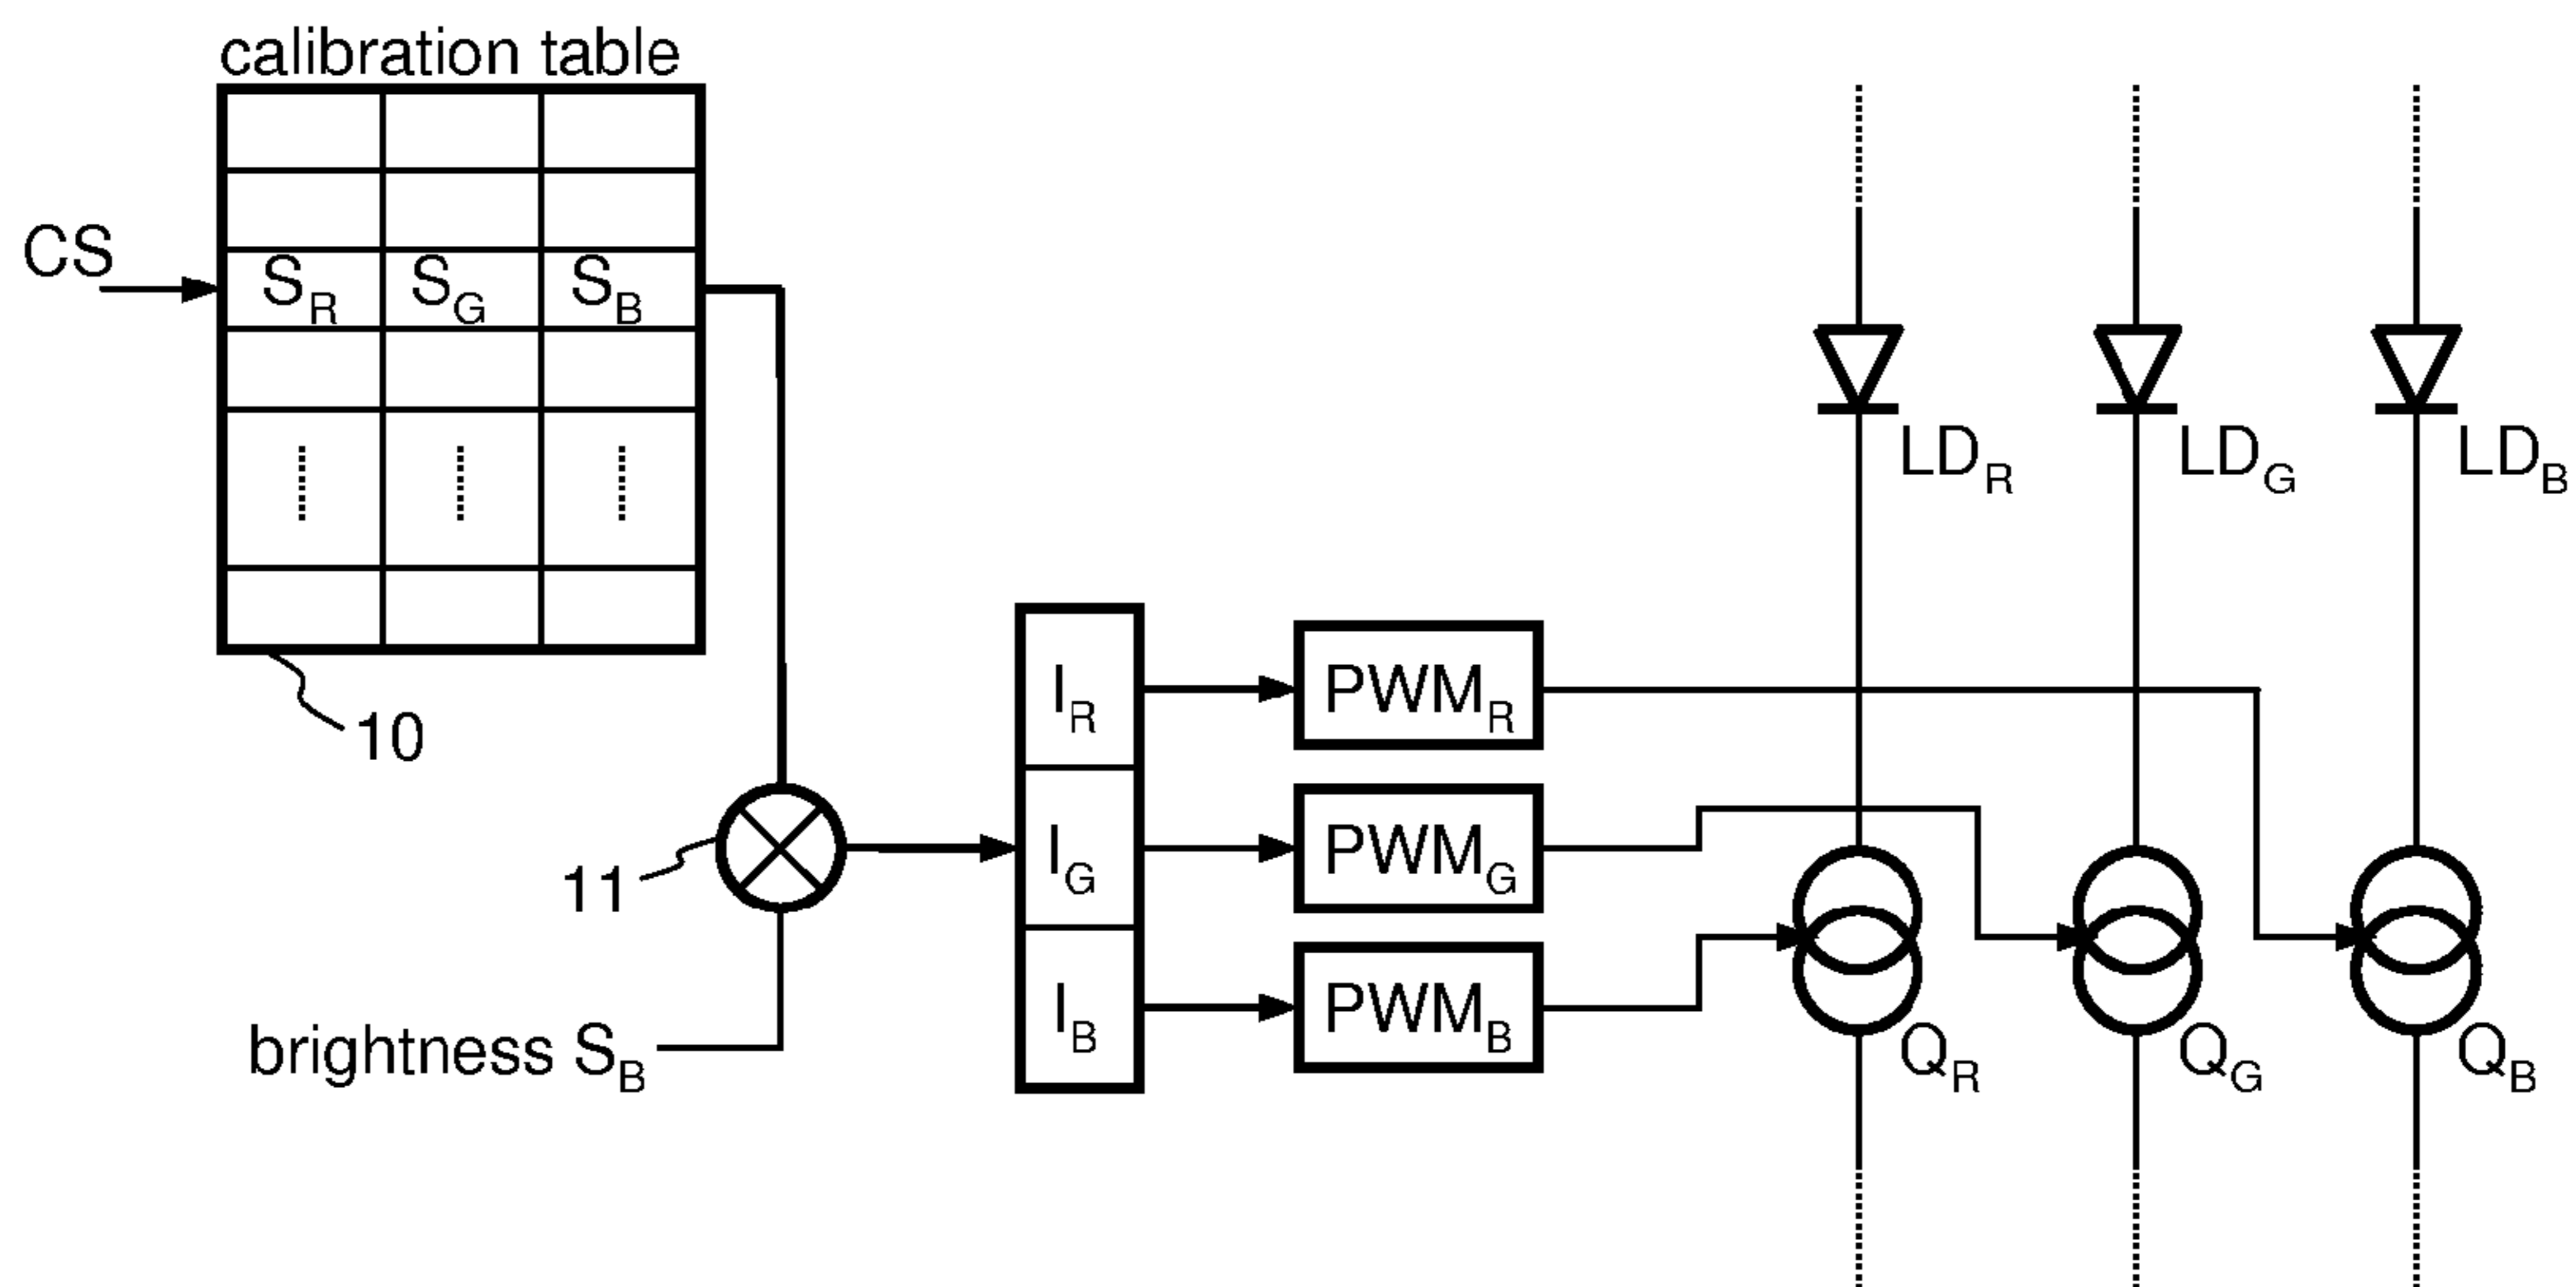 calibration table
CS
S_R S_G S_B
10
11
brightness S_B
I_R
I_G
I_B
PWM_R
PWM_G
PWM_B
LD_R
LD_G
LD_B
Q_R
Q_G
Q_B